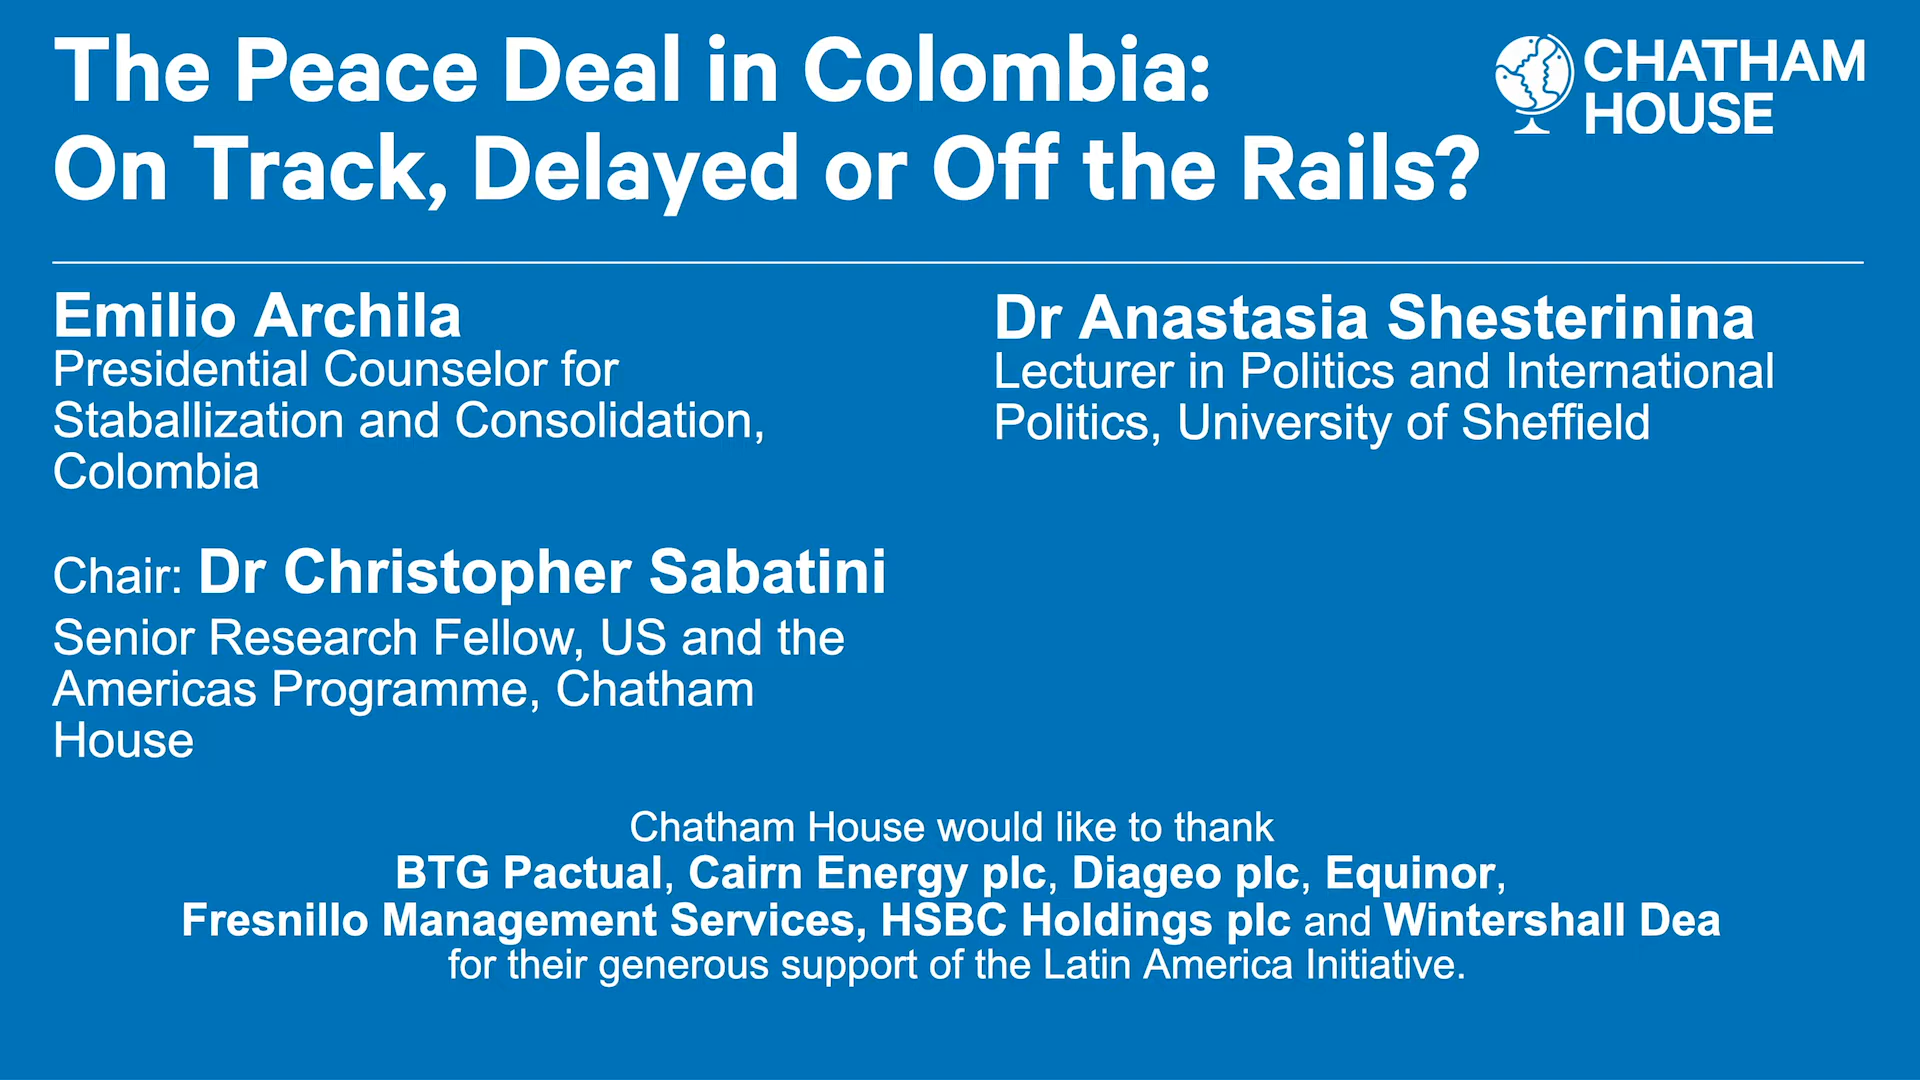 The Peace Deal in Colombia:
On Track, Delayed or Off the Rails?
CHATHAM
HOUSE
Emilio Archila
Presidential Counselor for
Staballization and Consolidation,
Colombia
Dr Anastasia Shesterinina
Lecturer in Politics and International
Politics, University of Sheffield
Chair: Dr Christopher Sabatini
Senior Research Fellow, US and the
Americas Programme, Chatham
House
Chatham House would like to thank
BTG Pactual, Cairn Energy plc, Diageo plc, Equinor,
Fresnillo Management Services, HSBC Holdings plc and Wintershall Dea
for their generous support of the Latin America Initiative.